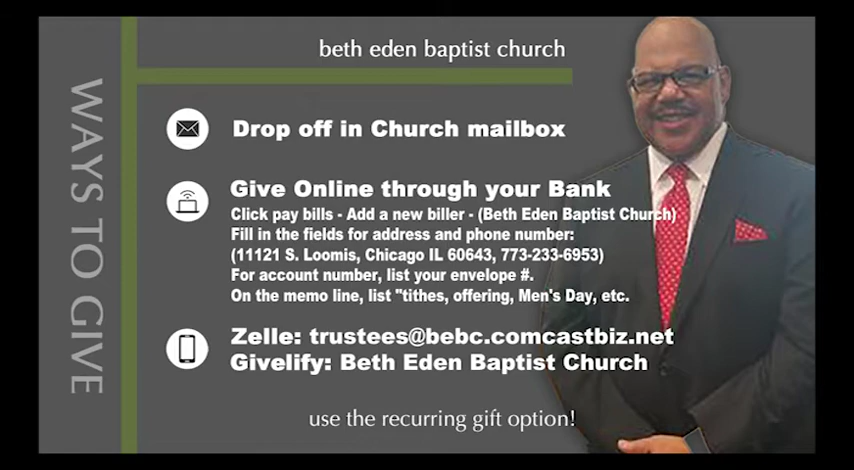 beth eden baptist church
WAYS TO GIVE
Drop off in Church mailbox
Give Online through your Bank
Click pay bills - Add a new biller - (Beth Eden Baptist Church)
Fill in the fields for address and phone number:
(11121 S. Loomis, Chicago IL 60643, 773-233-6953)
For account number, list your envelope #.
On the memo line, list "tithes, offering, Men's Day, etc.
Zelle: trustees@bebc.comcastbiz.net
Givelify: Beth Eden Baptist Church
use the recurring gift option!